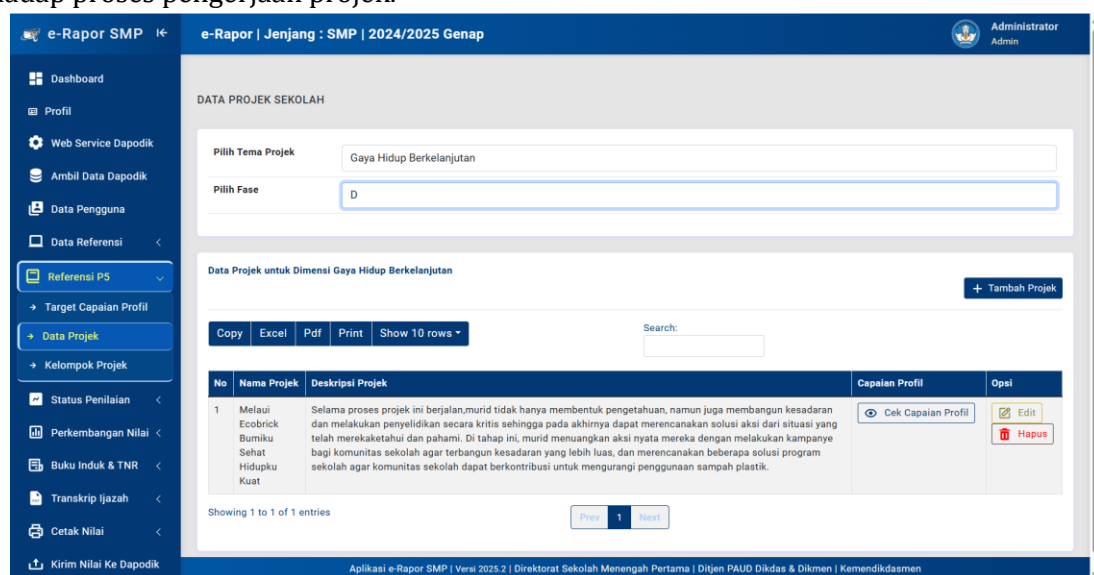 adap proses pengerjaan projek.
e-Rapor SMP
e-Rapor | Jenjang : SMP | 2024/2025 Genap
Administrator
Admin
Dashboard
Profil
Web Service Dapodik
Ambil Data Dapodik
Data Pengguna
Data Referensi
Referensi P5
Target Capaian Profil
Data Projek
Kelompok Projek
Status Penilaian
Perkembangan Nilai
Buku Induk & TNR
Transkrip Ijazah
Cetak Nilai
Kirim Nilai Ke Dapodik
DATA PROJEK SEKOLAH
Pilih Tema Projek
Gaya Hidup Berkelanjutan
Pilih Fase
D
Data Projek untuk Dimensi Gaya Hidup Berkelanjutan
+ Tambah Projek
Copy Excel Pdf Print Show 10 rows
Search:
No Nama Projek Deskripsi Projek Capaian Profil Opsi
1
Melaui
Ecobrick
Bumiku
Sehat
Hidupku
Kuat
Selama proses projek ini berjalan,murid tidak hanya membentuk pengetahuan, namun juga membangun kesadaran
dan melakukan penyelidikan secara kritis sehingga pada akhirnya dapat merencanakan solusi aksi dari situasi yang
telah merekaketahui dan pahami. Di tahap ini, murid menuangkan aksi nyata mereka dengan melakukan kampanye
bagi komunitas sekolah agar terbangun kesadaran yang lebih luas, dan merencanakan beberapa solusi program
sekolah agar komunitas sekolah dapat berkontribusi untuk mengurangi penggunaan sampah plastik.
Cek Capaian Profil
Edit
Hapus
Showing 1 to 1 of 1 entries
Prev 1 Next
Aplikasi e-Rapor SMP | Versi 2025.2 | Direktorat Sekolah Menengah Pertama | Ditjen PAUD Dikdas & Dikmen | Kemendikdasmen